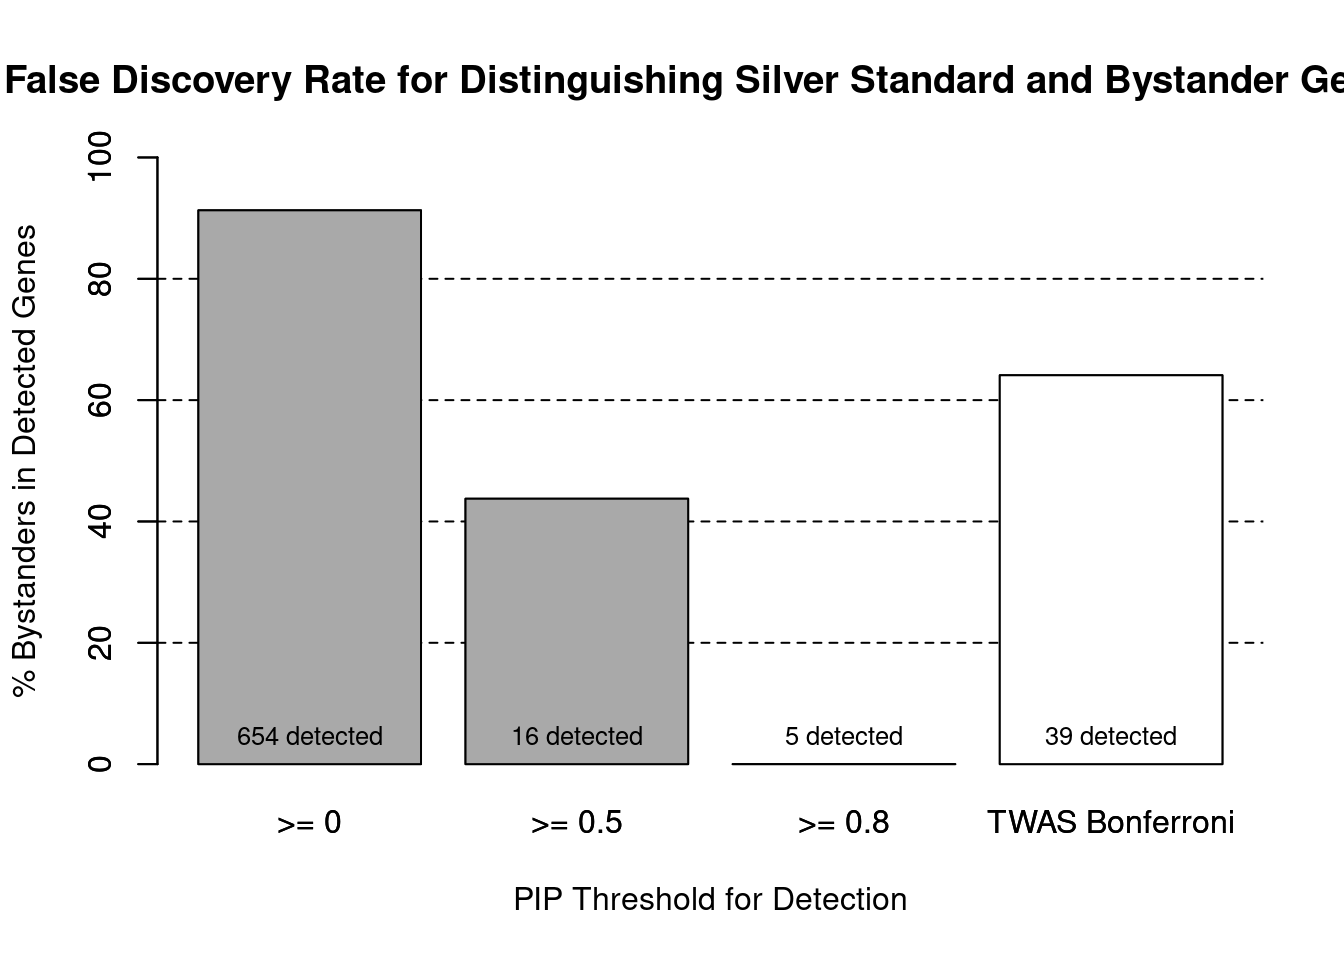 False Discovery Rate for Distinguishing Silver Standard and Bystander
% Bystanders in Detected Genes
100
80
60
40
20
0
654 detected
16 detected
5 detected
39 detected
>= 0
>= 0.5
>= 0.8
TWAS Bonferroni
PIP Threshold for Detection